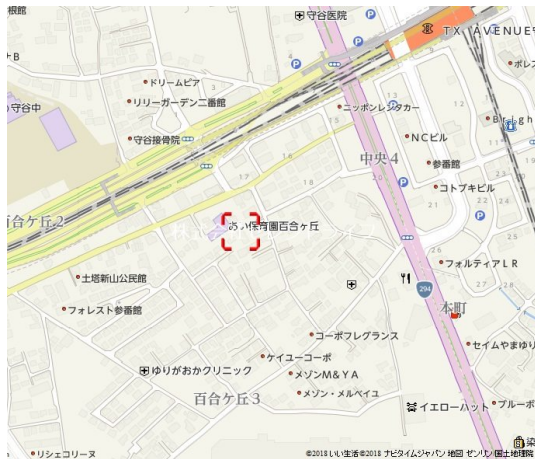 根館
守谷医院
TX AVENUE守
+B
ドリームピア
リリーガーデン二番館
守谷中
ニッポンレンタカー
守谷接骨院
NCビル
中央4
参番館
コトブキビル
百合ケ丘2
あい保育園百合ヶ丘
土塔新山公民館
フォルティアLR
294
フォレスト参番館
本町
コーポフレグランス
セイムやまゆり
ケイユーコーポ
ゆりがおかクリニック
メゾンM&YA
百合ケ丘3
メゾン・メルベイユ
イエローハット
ブルーボ
リシェコリーヌ
©2018 いい生活©2018 ナビタイムジャパン 地図 ゼンリン 国土地理院